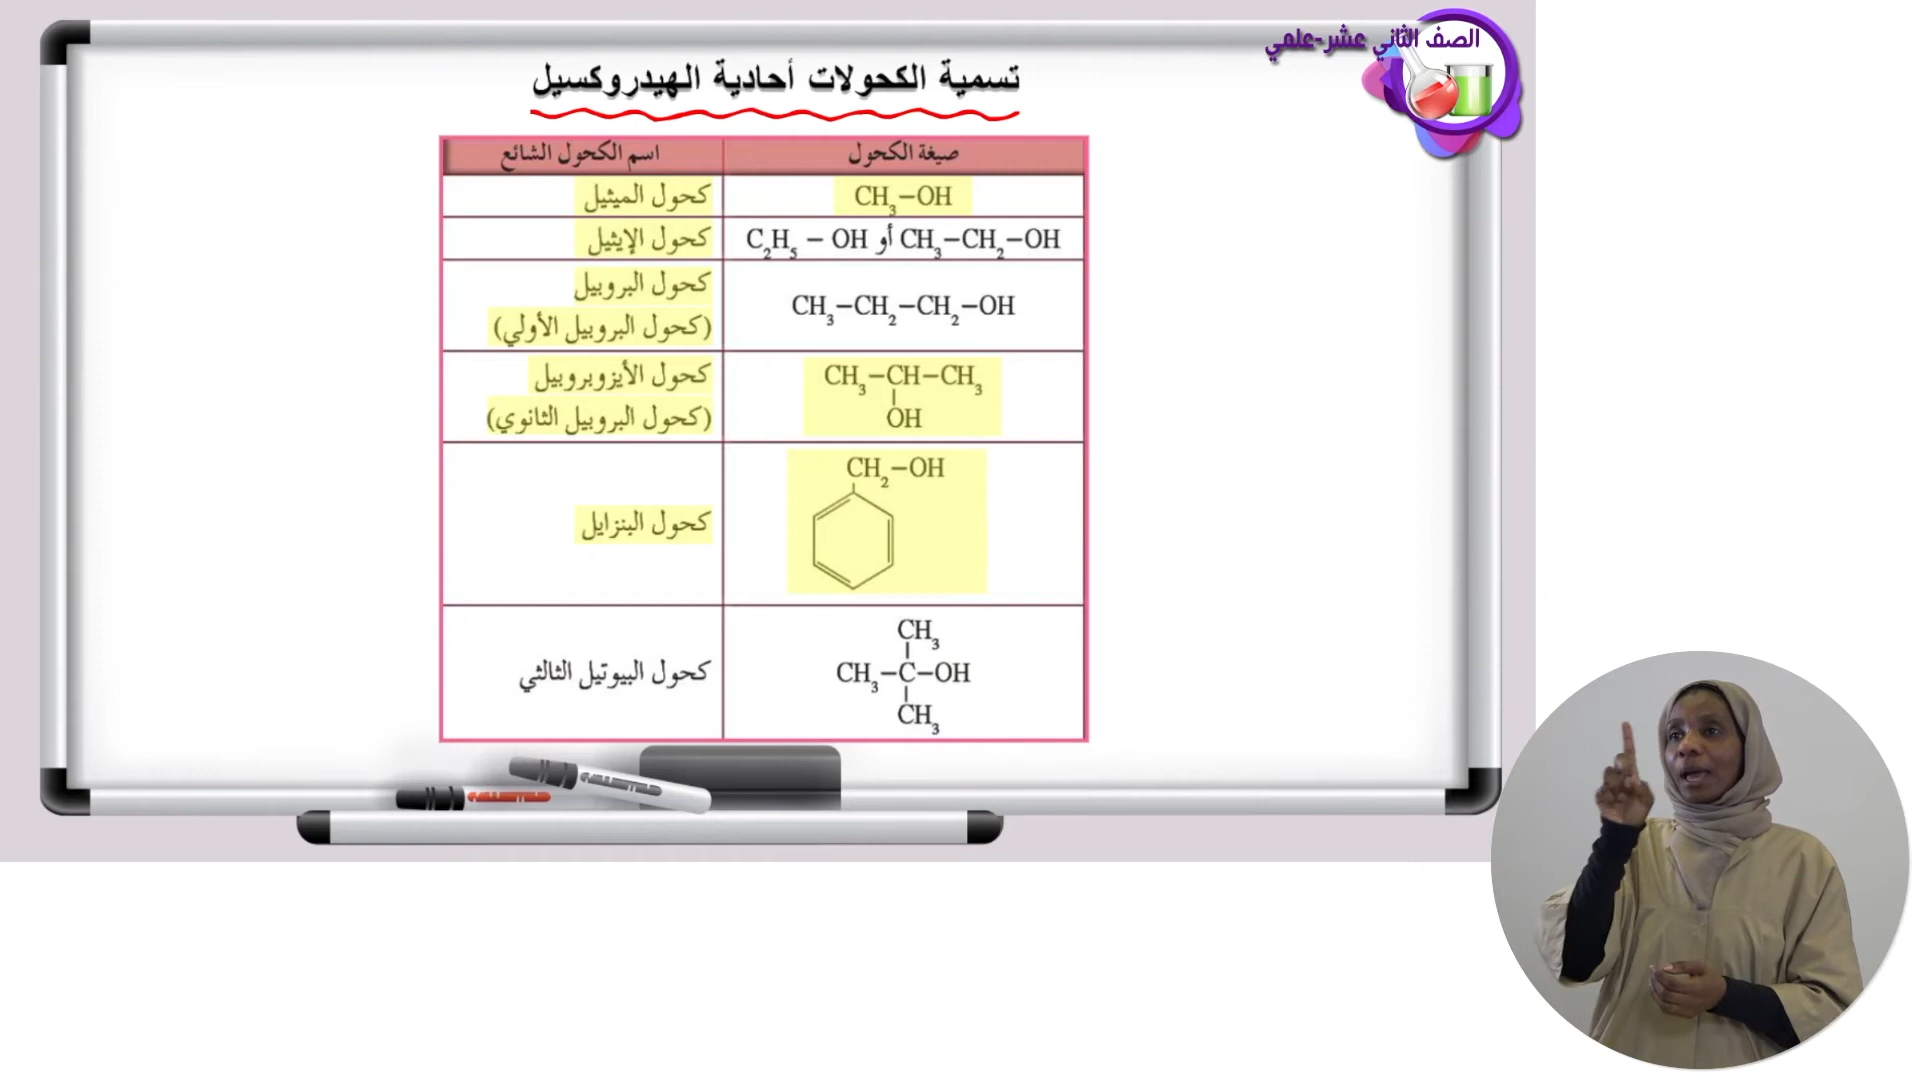 الصف الثاني عشر-علمي
تسمية الكحولات أحادية الهيدروكسيل
صيغة الكحول
اسم الكحول الشائع
CH₃–OH
كحول الميثيل
CH₃–CH₂–OH أو C₂H₅ – OH
كحول الإيثيل
CH₃–CH₂–CH₂–OH
كحول البروبيل
(كحول البروبيل الأولي)
CH₃–CH–CH₃
OH
كحول الأيزوبروبيل
(كحول البروبيل الثانوي)
CH₂–OH
كحول البنزايل
CH₃
CH₃–C–OH
CH₃
كحول البيوتيل الثالثي